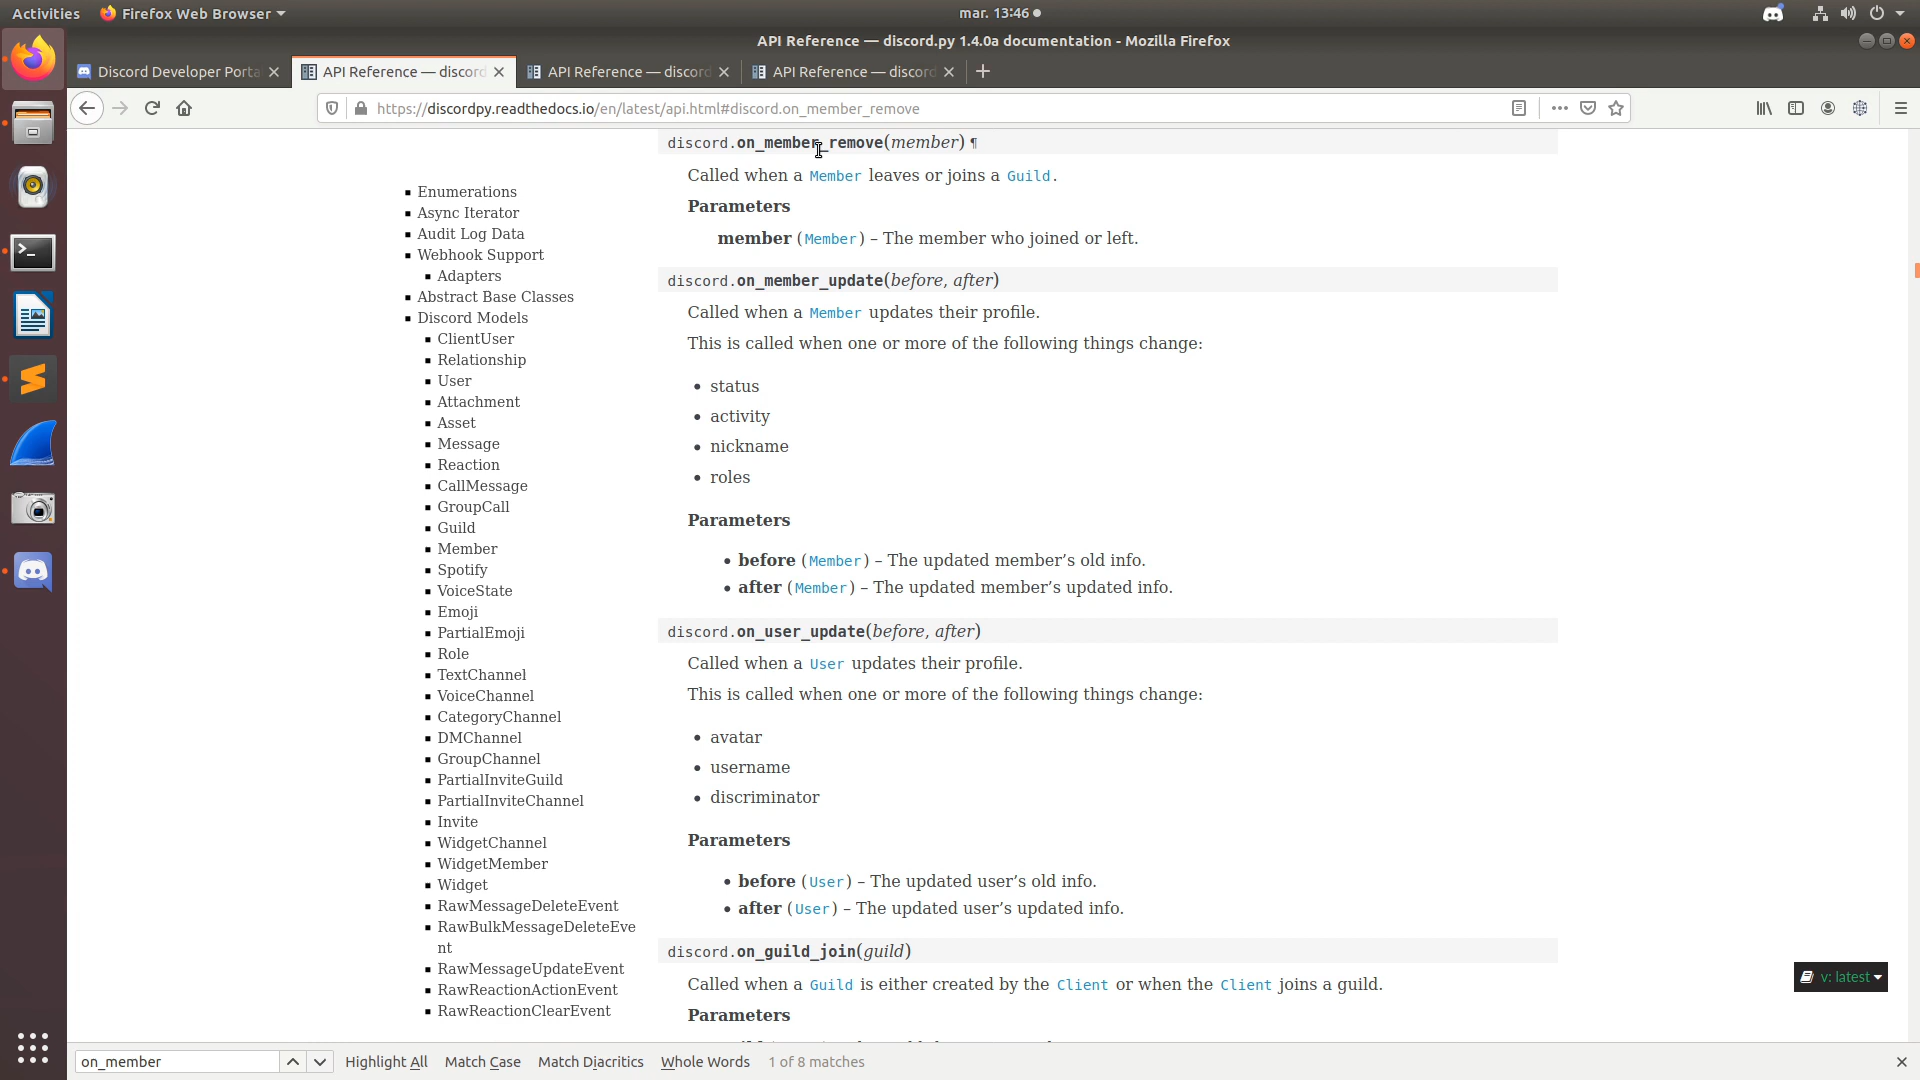 Activities
Firefox Web Browser
mar. 13:46
API Reference — discord.py 1.4.0a documentation - Mozilla Firefox
Discord Developer Porta
API Reference — discord
API Reference — discord
API Reference — discord
https://discordpy.readthedocs.io/en/latest/api.html#discord.on_member_remove
Enumerations
Async Iterator
Audit Log Data
Webhook Support
Adapters
Abstract Base Classes
Discord Models
ClientUser
Relationship
User
Attachment
Asset
Message
Reaction
CallMessage
GroupCall
Guild
Member
Spotify
VoiceState
Emoji
PartialEmoji
Role
TextChannel
VoiceChannel
CategoryChannel
DMChannel
GroupChannel
PartialInviteGuild
PartialInviteChannel
Invite
WidgetChannel
WidgetMember
Widget
RawMessageDeleteEvent
RawBulkMessageDeleteEve
nt
RawMessageUpdateEvent
RawReactionActionEvent
RawReactionClearEvent
discord.on_member_remove(member) ¶
Called when a Member leaves or joins a Guild.
Parameters
member (Member) – The member who joined or left.
discord.on_member_update(before, after)
Called when a Member updates their profile.
This is called when one or more of the following things change:
• status
• activity
• nickname
• roles
Parameters
• before (Member) – The updated member’s old info.
• after (Member) – The updated member’s updated info.
discord.on_user_update(before, after)
Called when a User updates their profile.
This is called when one or more of the following things change:
• avatar
• username
• discriminator
Parameters
• before (User) – The updated user’s old info.
• after (User) – The updated user’s updated info.
discord.on_guild_join(guild)
Called when a Guild is either created by the Client or when the Client joins a guild.
Parameters
v: latest
on_member
Highlight All
Match Case
Match Diacritics
Whole Words
1 of 8 matches